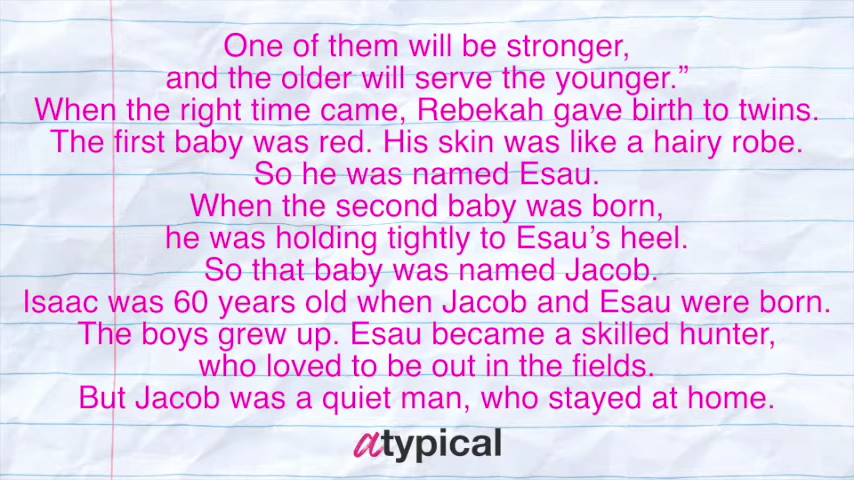 One of them will be stronger,
and the older will serve the younger.”
When the right time came, Rebekah gave birth to twins.
The first baby was red. His skin was like a hairy robe.
So he was named Esau.
When the second baby was born,
he was holding tightly to Esau’s heel.
So that baby was named Jacob.
Isaac was 60 years old when Jacob and Esau were born.
The boys grew up. Esau became a skilled hunter,
who loved to be out in the fields.
But Jacob was a quiet man, who stayed at home.
atypical